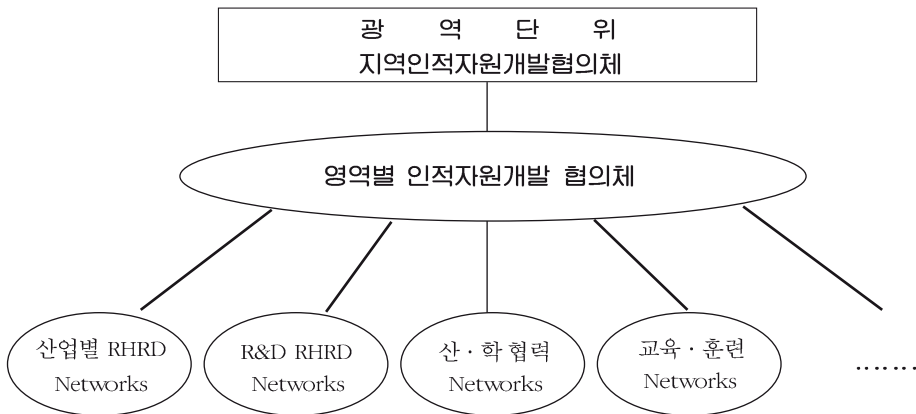 광 역 단 위
지역인적자원개발협의체
영역별 인적자원개발 협의체
산업별 RHRD
Networks
R&D RHRD
Networks
산·학 협력
Networks
교육·훈련
Networks
‥‥‥‥